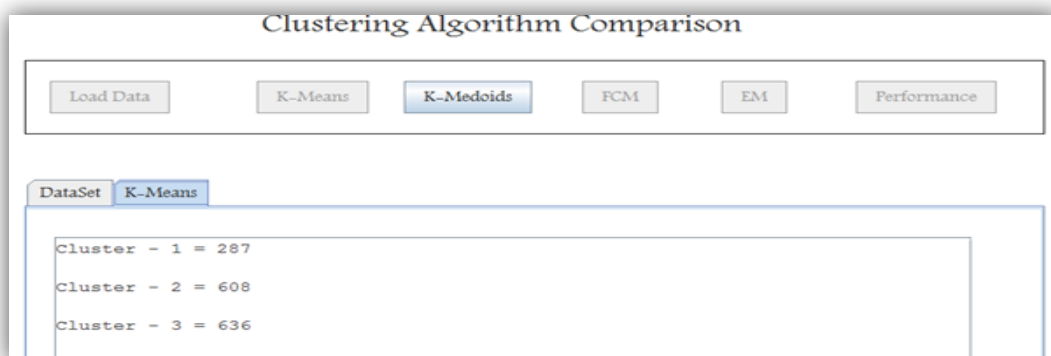 Clustering Algorithm Comparison
Load Data K-Means K-Medoids FCM EM Performance
DataSet K-Means
Cluster - 1 = 287
Cluster - 2 = 608
Cluster - 3 = 636